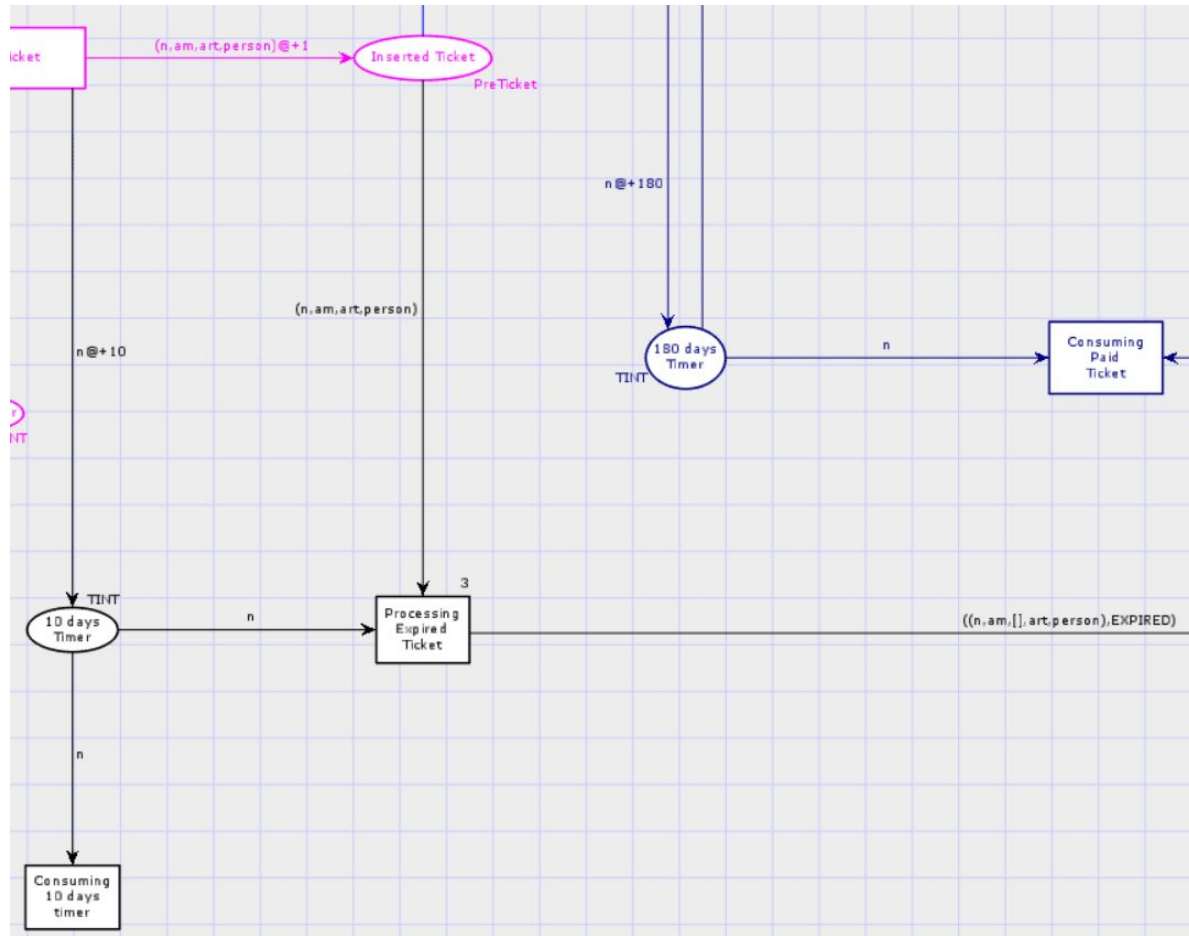 icket
(n,am,art,person)@+1
Inserted Ticket
PreTicket
n@+180
(n,am,art,person)
n@+10
180 days
Timer
TINT
n
Consuming
Paid
Ticket
r
NT
TINT
10 days
Timer
n
3
Processing
Expired
Ticket
((n,am,[],art,person),EXPIRED)
n
Consuming
10 days
timer